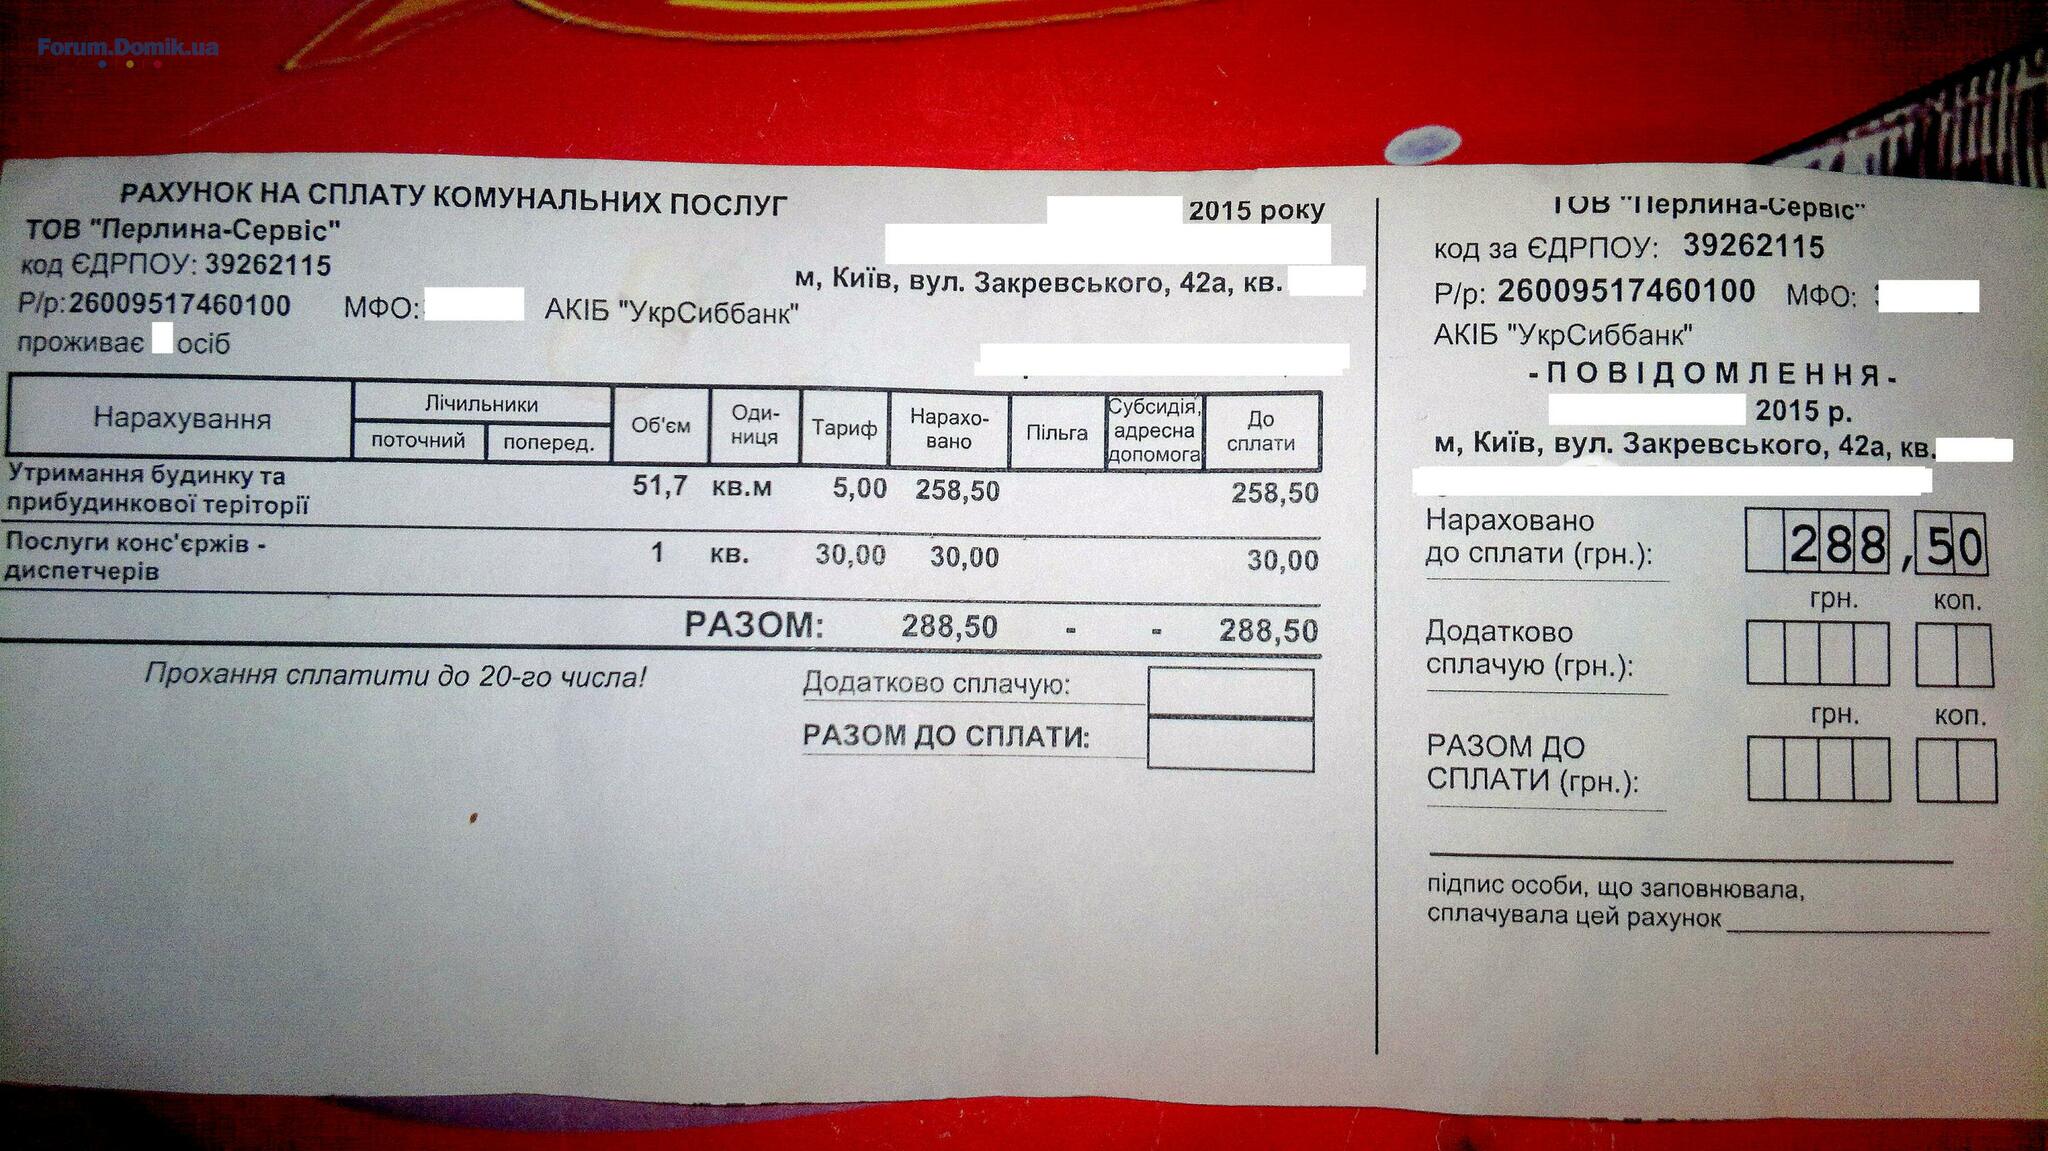 Forum.Domik.ua
РАХУНОК НА СПЛАТУ КОМУНАЛЬНИХ ПОСЛУГ
2015 року
ТОВ "Перлина-Сервіс"
код ЄДРПОУ: 39262115
м, Київ, вул. Закревського, 42а, кв.
Р/р:26009517460100 МФО: АКІБ "УкрСиббанк"
проживає осіб
Нарахування Лічильники Об'єм Оди- Тариф Нарахо- Пільга Субсидія, До
поточний поперед. ниця вано адресна сплати
допомога
Утримання будинку та 51,7 кв.м 5,00 258,50 258,50
прибудинкової теріторії
Послуги конс'єржів - 1 кв. 30,00 30,00 30,00
диспетчерів
РАЗОМ: 288,50 - - 288,50
Прохання сплатити до 20-го числа! Додатково сплачую:
РАЗОМ ДО СПЛАТИ:
ТОВ "Перлина-Сервіс"
код за ЄДРПОУ: 39262115
Р/р: 26009517460100 МФО:
АКІБ "УкрСиббанк"
-ПОВІДОМЛЕННЯ-
2015 р.
м, Київ, вул. Закревського, 42а, кв.
Нараховано
до сплати (грн.): 288,50
грн. коп.
Додатково
сплачую (грн.):
грн. коп.
РАЗОМ ДО
СПЛАТИ (грн.):
підпис особи, що заповнювала,
сплачувала цей рахунок